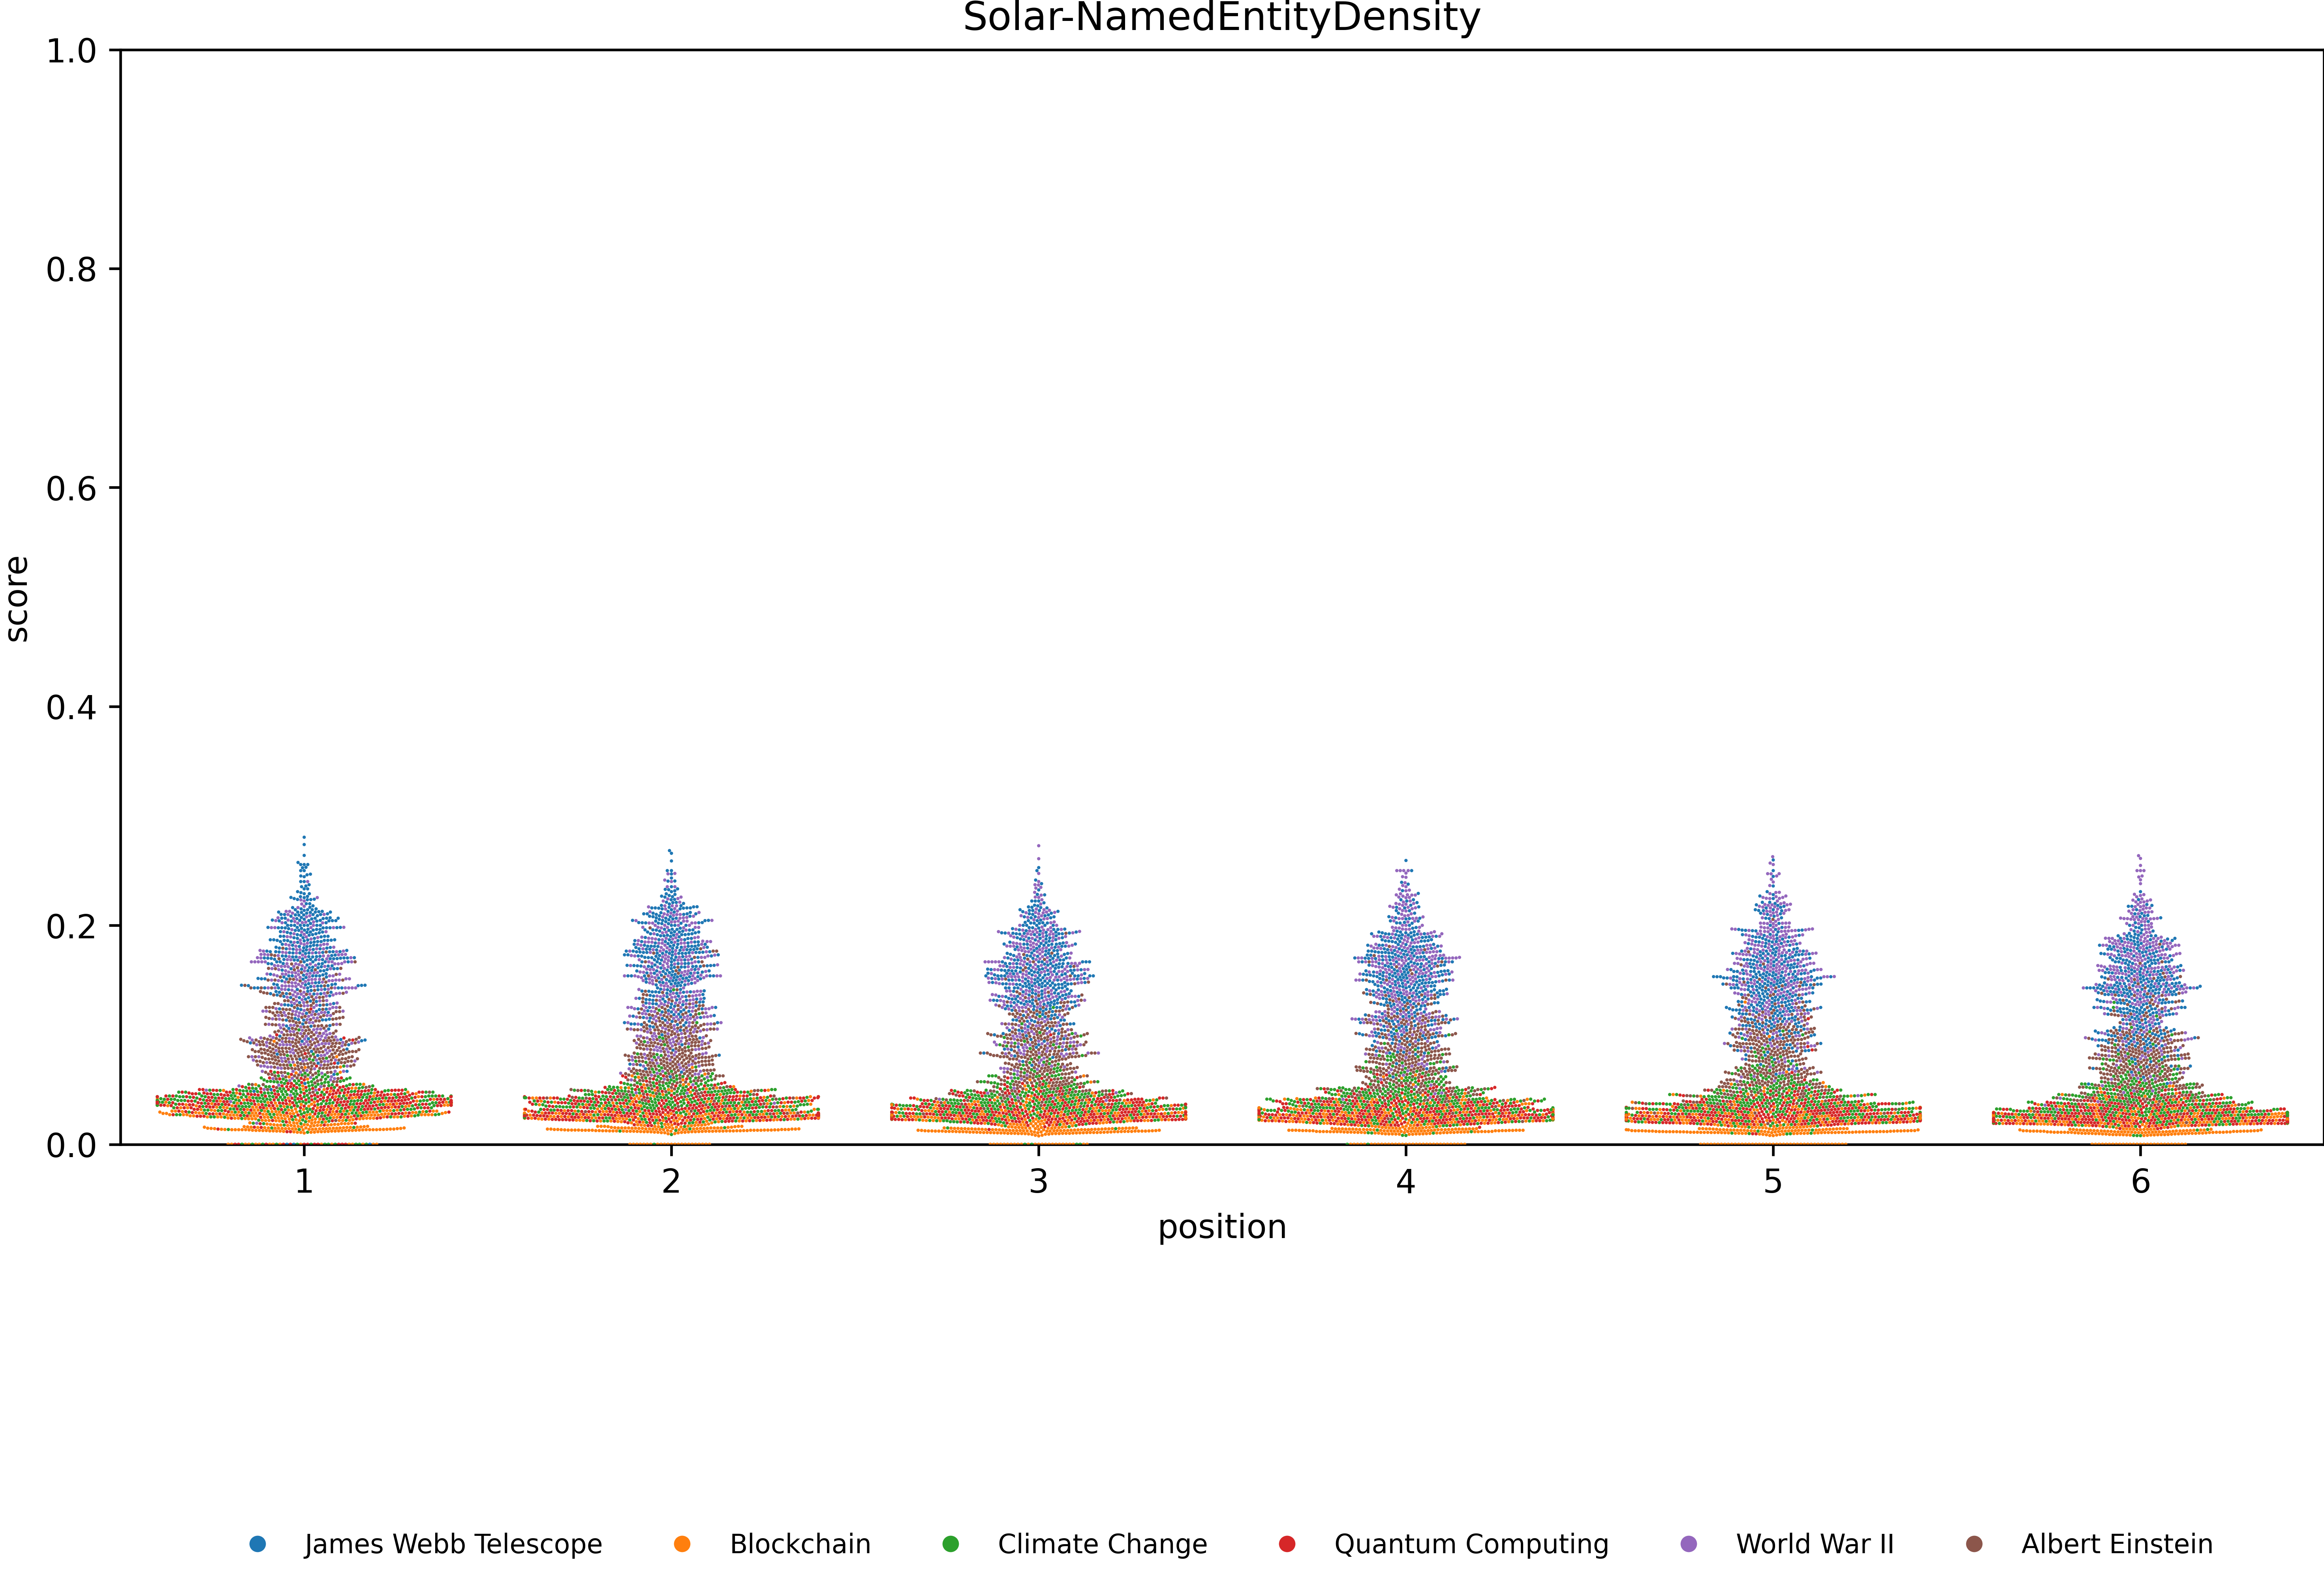 Solar-NamedEntityDensity
1.0
0.8
0.6
0.4
0.2
0.0
score
1 2 3 4 5 6
position
James Webb Telescope Blockchain Climate Change Quantum Computing World War II Albert Einstein